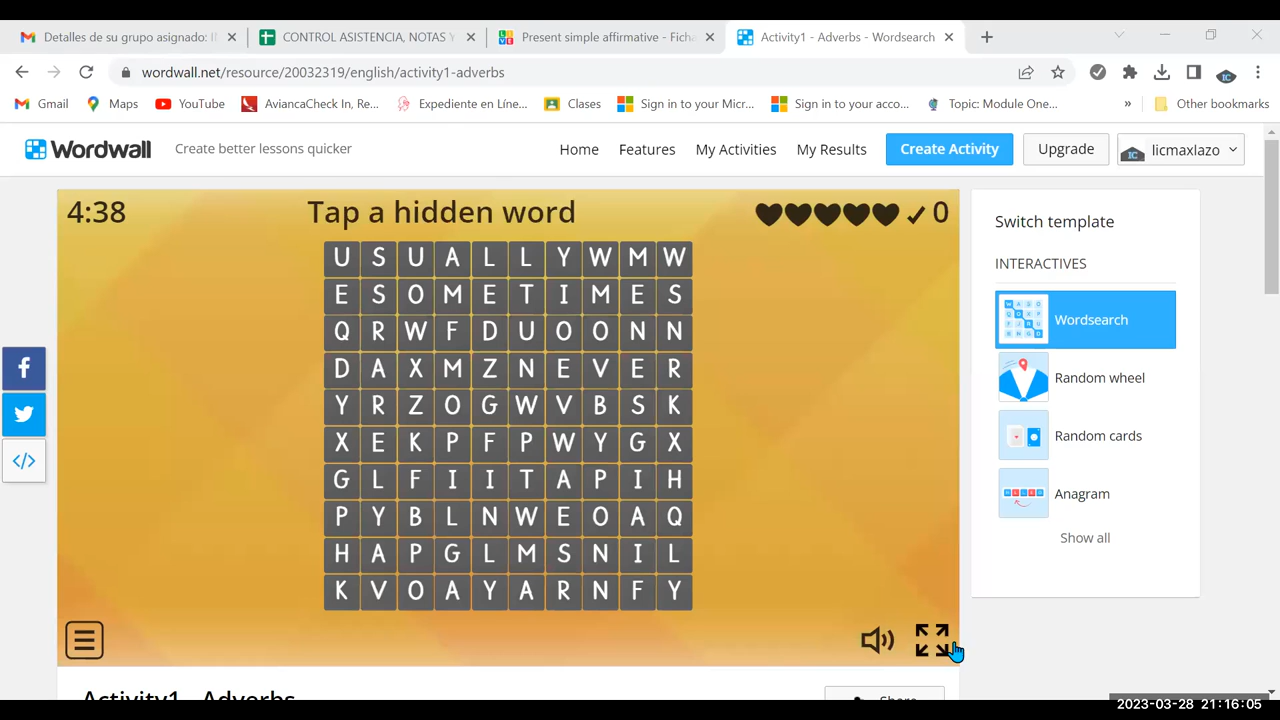 Detalles de su grupo asignado: I
CONTROL ASISTENCIA, NOTAS Y
Present simple affirmative - Ficha
Activity1 - Adverbs - Wordsearch
wordwall.net/resource/20032319/english/activity1-adverbs
Gmail
Maps
YouTube
AviancaCheck In, Re...
Expediente en Líne...
Clases
Sign in to your Micr...
Sign in to your acco...
Topic: Module One...
»
Other bookmarks
Wordwall
Create better lessons quicker
Home
Features
My Activities
My Results
Create Activity
Upgrade
IC
licmaxlazo
4:38
Tap a hidden word
0
U S U A L L Y W M W
E S O M E T I M E S
Q R W F D U O O N N
D A X M Z N E V E R
Y R Z O G W V B S K
X E K P F P W Y G X
G L F I I T A P I H
P Y B L N W E O A Q
H A P G L M S N I L
K V O A Y A R N F Y
Switch template
INTERACTIVES
Wordsearch
Random wheel
Random cards
Anagram
Show all
Activity1 - Adverbs
Share
2023-03-28 21:16:05